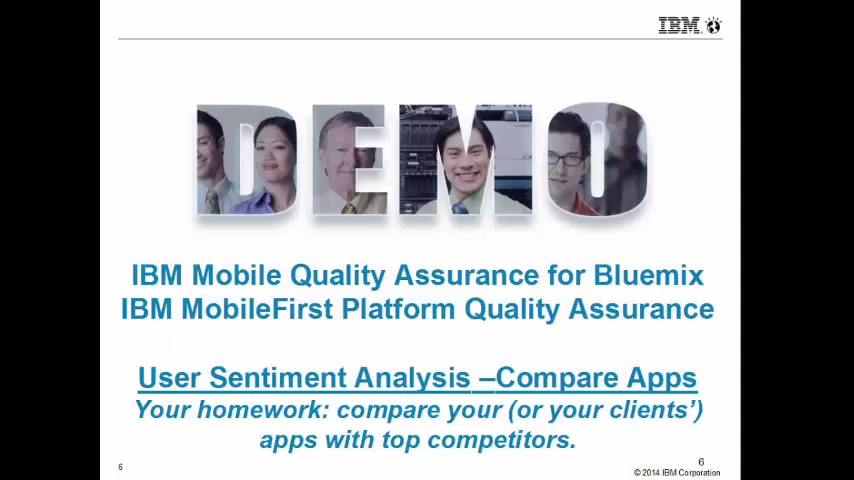 IBM
DEMO
IBM Mobile Quality Assurance for Bluemix
IBM MobileFirst Platform Quality Assurance
User Sentiment Analysis –Compare Apps
Your homework: compare your (or your clients’)
apps with top competitors.
6
6
© 2014 IBM Corporation